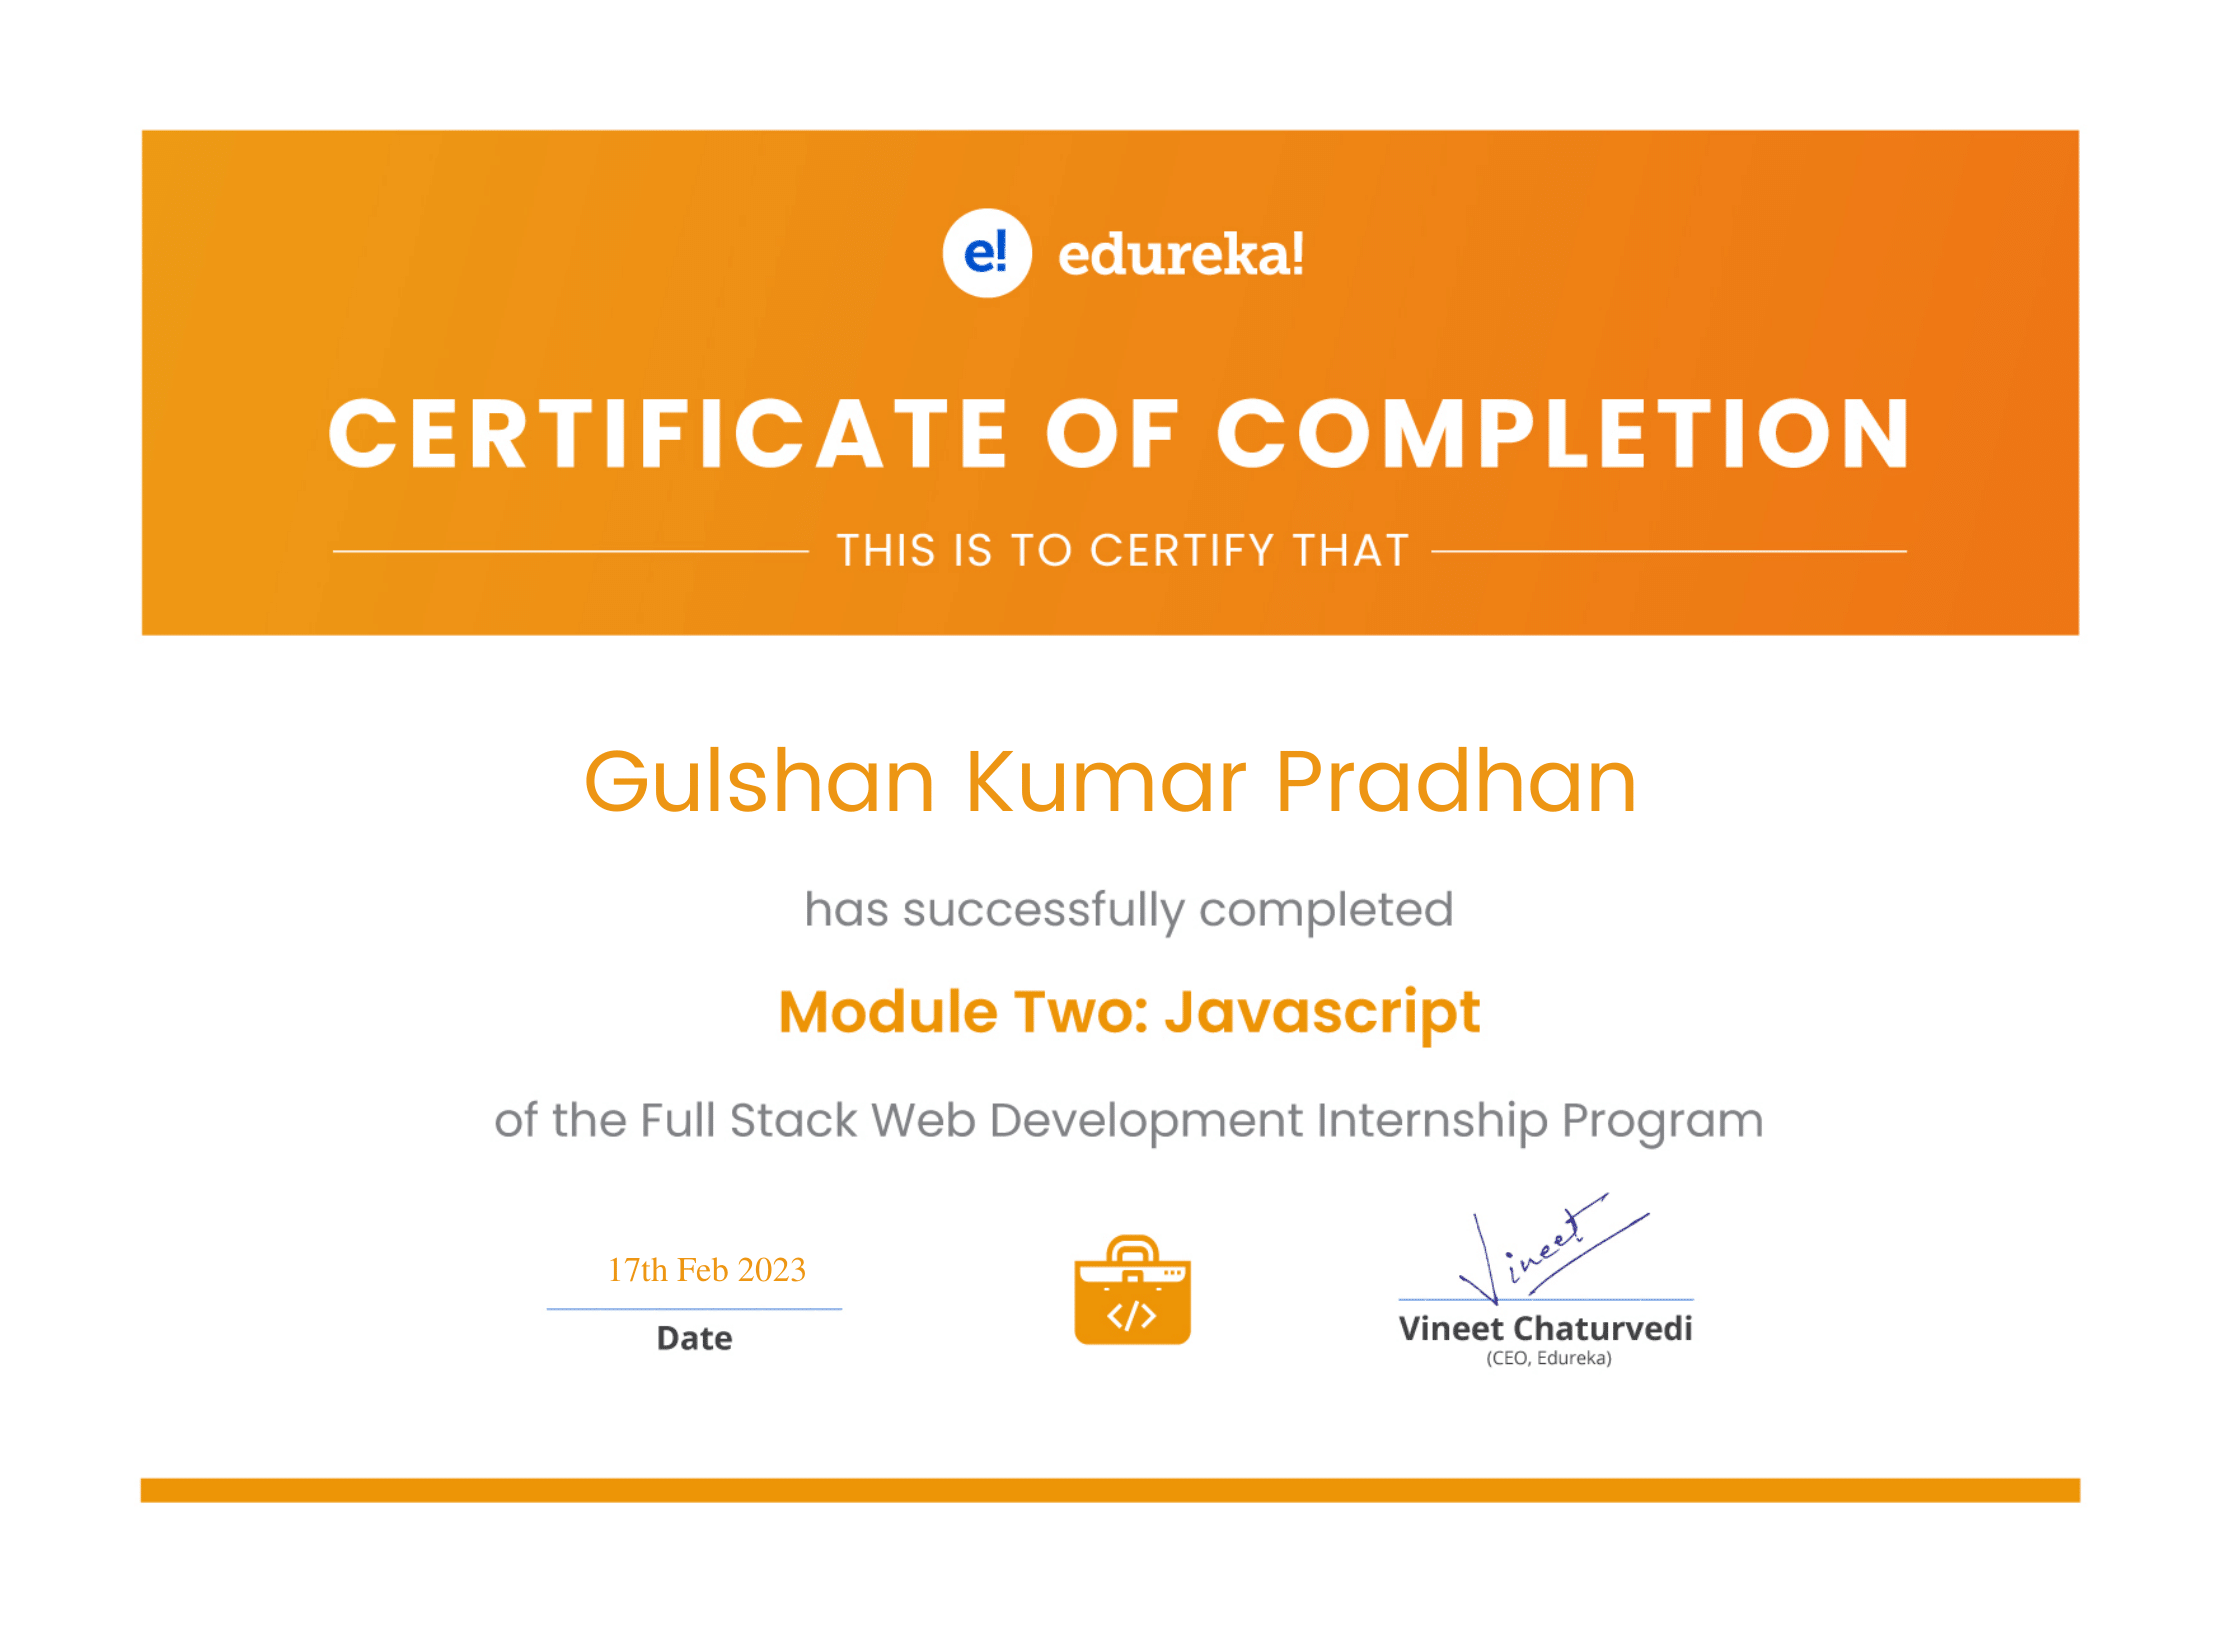 e! edureka!
CERTIFICATE OF COMPLETION
THIS IS TO CERTIFY THAT
Gulshan Kumar Pradhan
has successfully completed
Module Two: Javascript
of the Full Stack Web Development Internship Program
17th Feb 2023
Date
</>
Vineet
Vineet Chaturvedi
(CEO, Edureka)